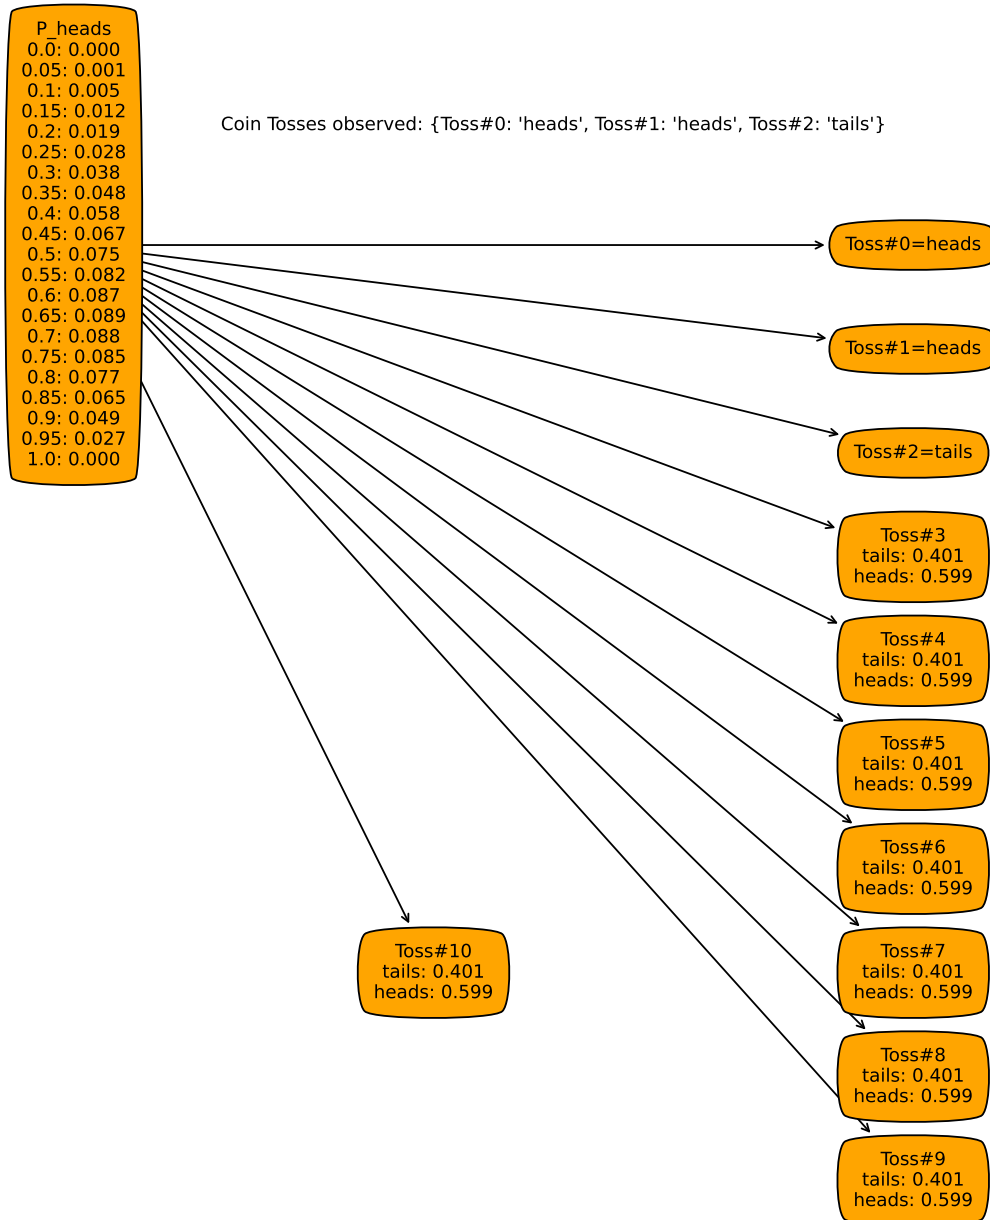 P_heads
0.0: 0.000
0.05: 0.001
0.1: 0.005
0.15: 0.012
0.2: 0.019
0.25: 0.028
0.3: 0.038
0.35: 0.048
0.4: 0.058
0.45: 0.067
0.5: 0.075
0.55: 0.082
0.6: 0.087
0.65: 0.089
0.7: 0.088
0.75: 0.085
0.8: 0.077
0.85: 0.065
0.9: 0.049
0.95: 0.027
1.0: 0.000
Coin Tosses observed: {Toss#0: 'heads', Toss#1: 'heads', Toss#2: 'tails'}
Toss#0=heads
Toss#1=heads
Toss#2=tails
Toss#3
tails: 0.401
heads: 0.599
Toss#4
tails: 0.401
heads: 0.599
Toss#5
tails: 0.401
heads: 0.599
Toss#6
tails: 0.401
heads: 0.599
Toss#10
tails: 0.401
heads: 0.599
Toss#7
tails: 0.401
heads: 0.599
Toss#8
tails: 0.401
heads: 0.599
Toss#9
tails: 0.401
heads: 0.599